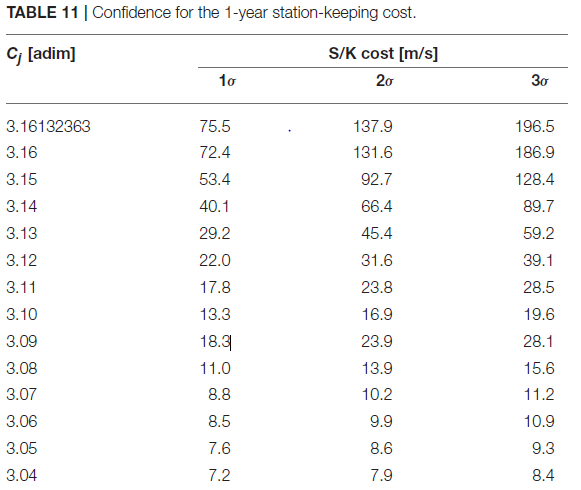 TABLE 11 | Confidence for the 1-year station-keeping cost.
Cj [adim] S/K cost [m/s]
1σ 2σ 3σ
3.16132363 75.5 137.9 196.5
3.16 72.4 131.6 186.9
3.15 53.4 92.7 128.4
3.14 40.1 66.4 89.7
3.13 29.2 45.4 59.2
3.12 22.0 31.6 39.1
3.11 17.8 23.8 28.5
3.10 13.3 16.9 19.6
3.09 18.3 23.9 28.1
3.08 11.0 13.9 15.6
3.07 8.8 10.2 11.2
3.06 8.5 9.9 10.9
3.05 7.6 8.6 9.3
3.04 7.2 7.9 8.4